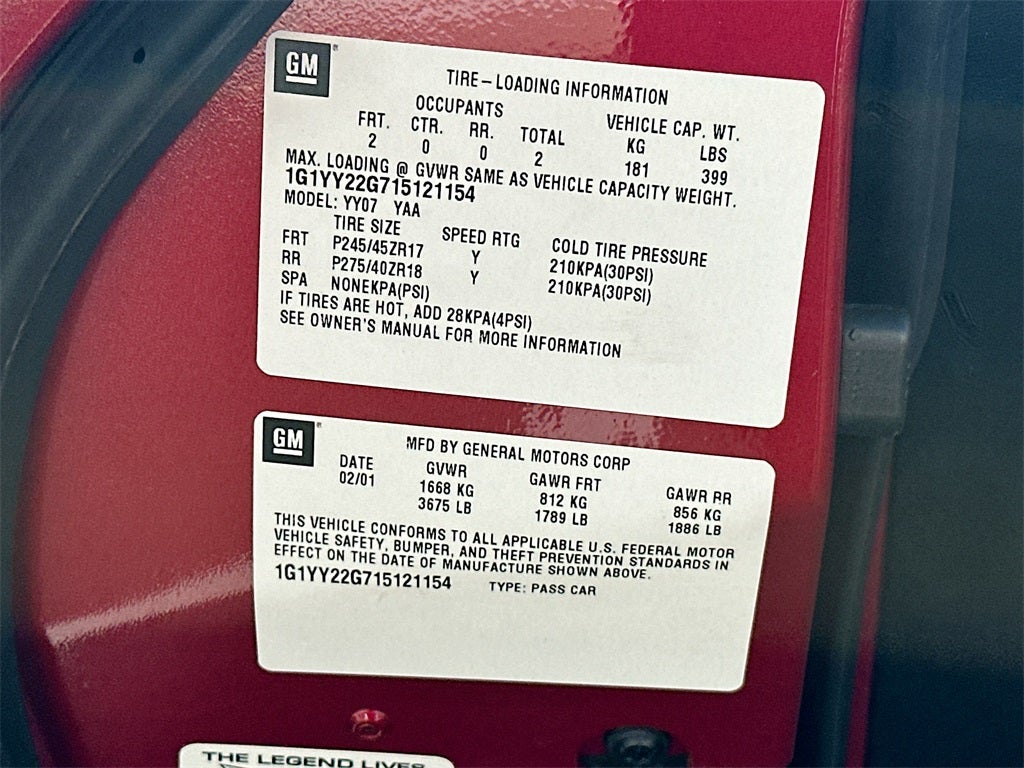 GM
TIRE-LOADING INFORMATION
OCCUPANTS VEHICLE CAP. WT.
FRT. CTR. RR. TOTAL KG LBS
2 0 0 2 181 399
MAX. LOADING @ GVWR SAME AS VEHICLE CAPACITY WEIGHT.
1G1YY22G715121154
MODEL: YY07 YAA
TIRE SIZE SPEED RTG COLD TIRE PRESSURE
FRT P245/45ZR17 Y 210KPA(30PSI)
RR P275/40ZR18 Y 210KPA(30PSI)
SPA NONEKPA(PSI)
IF TIRES ARE HOT, ADD 28KPA(4PSI)
SEE OWNER'S MANUAL FOR MORE INFORMATION
GM
MFD BY GENERAL MOTORS CORP
DATE GVWR GAWR FRT GAWR RR
02/01 1668 KG 812 KG 856 KG
3675 LB 1789 LB 1886 LB
THIS VEHICLE CONFORMS TO ALL APPLICABLE U.S. FEDERAL MOTOR
VEHICLE SAFETY, BUMPER, AND THEFT PREVENTION STANDARDS IN
EFFECT ON THE DATE OF MANUFACTURE SHOWN ABOVE.
1G1YY22G715121154 TYPE: PASS CAR
THE LEGEND LIVES